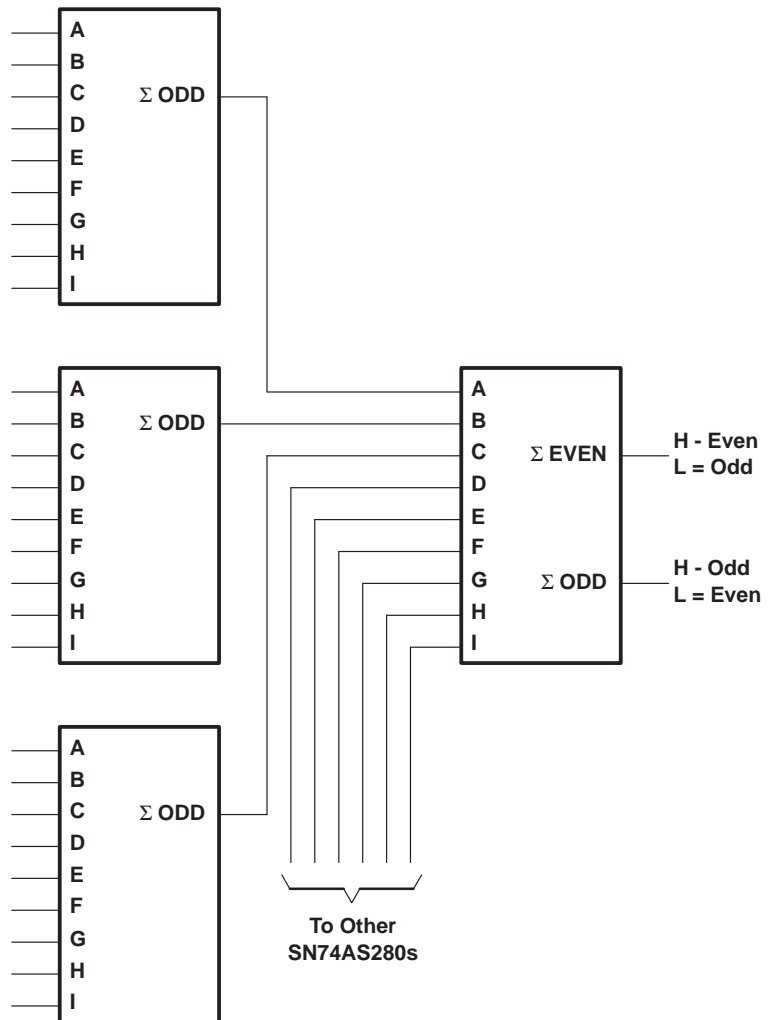 A
B
C
Σ ODD
D
E
F
G
H
I
A
B
Σ ODD
C
D
E
F
G
H
I
A
B
C
Σ ODD
D
E
F
G
H
I
A
B
C
Σ EVEN
D
E
F
G
Σ ODD
H
I
H - Even
L = Odd
H - Odd
L = Even
To Other
SN74AS280s